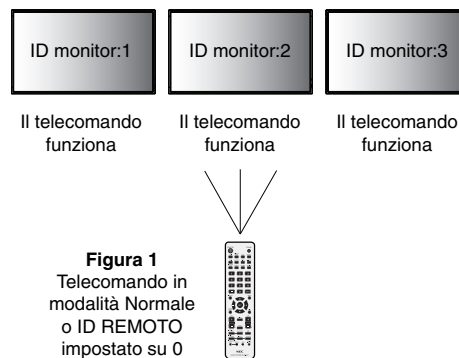 ID monitor:1
ID monitor:2
ID monitor:3
Il telecomando
funziona
Il telecomando
funziona
Il telecomando
funziona
Figura 1
Telecomando in
modalità Normale
o ID REMOTO
impostato su 0
NEC